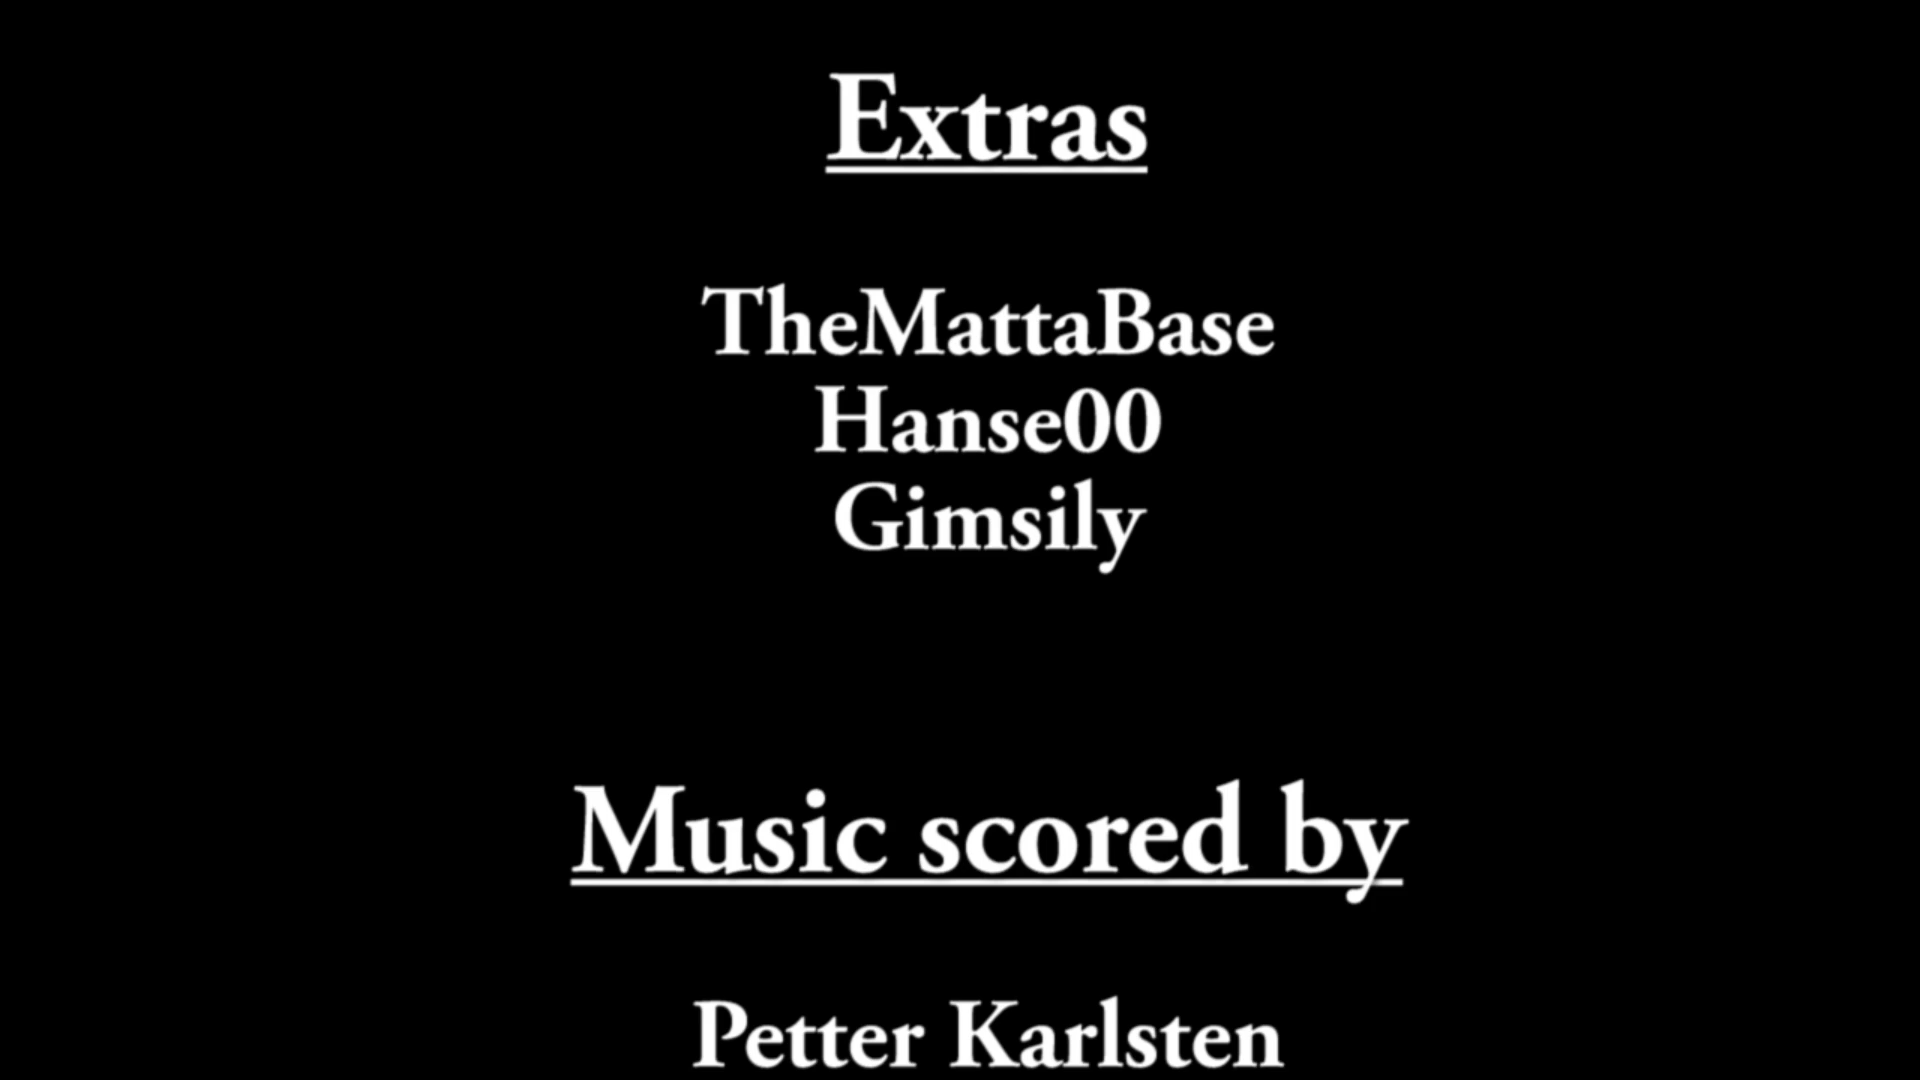 Extras
TheMattaBase
Hanse00
Gimsily
Music scored by
Petter Karlsten